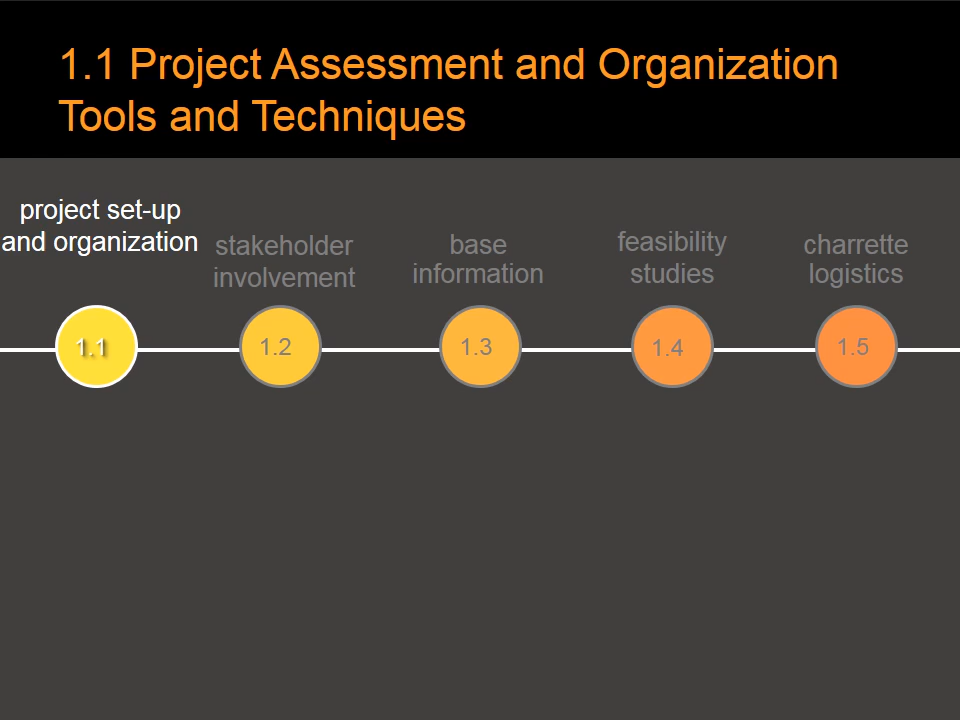 1.1 Project Assessment and Organization
Tools and Techniques
project set-up
and organization
stakeholder
involvement
base
information
feasibility
studies
charrette
logistics
1.1
1.2
1.3
1.4
1.5